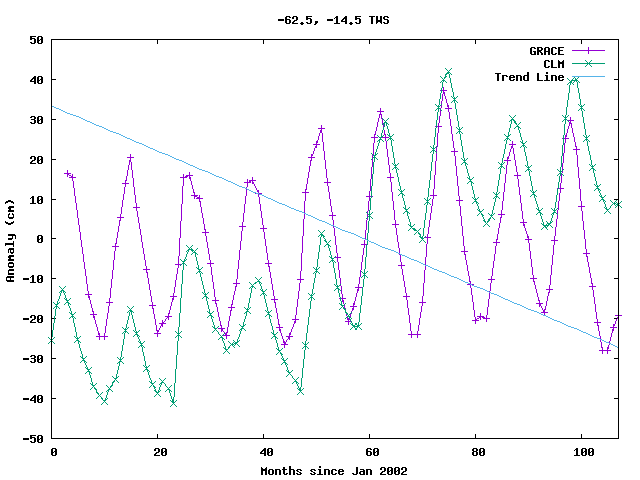 -62.5, -14.5 TWS
GRACE
CLM
Trend Line
50
40
30
20
10
0
-10
-20
-30
-40
-50
Anomaly (cm)
0 20 40 60 80 100
Months since Jan 2002